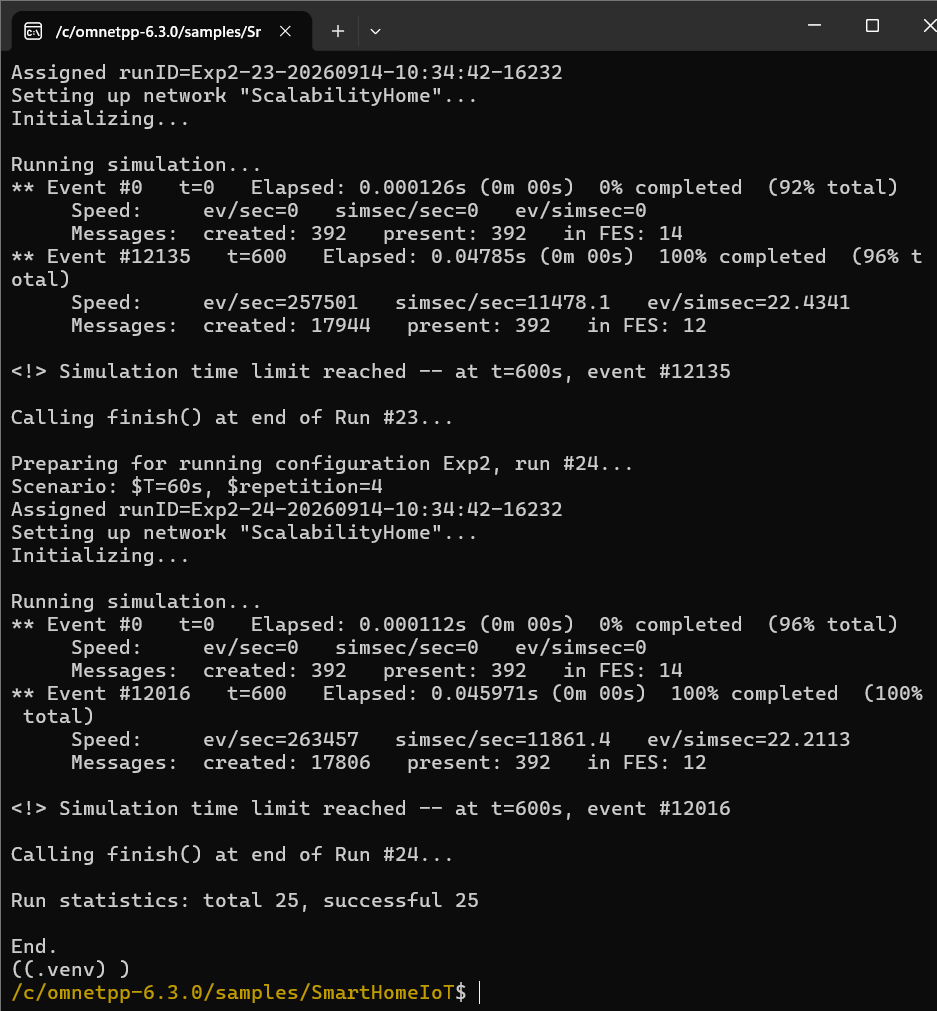 /c/omnetpp-6.3.0/samples/Sr
Assigned runID=Exp2-23-20260914-10:34:42-16232
Setting up network "ScalabilityHome"...
Initializing...
Running simulation...
** Event #0   t=0   Elapsed: 0.000126s (0m 00s)  0% completed  (92% total)
     Speed:     ev/sec=0   simsec/sec=0   ev/simsec=0
     Messages:  created: 392   present: 392   in FES: 14
** Event #12135   t=600   Elapsed: 0.04785s (0m 00s)  100% completed  (96% t
otal)
     Speed:     ev/sec=257501   simsec/sec=11478.1   ev/simsec=22.4341
     Messages:  created: 17944   present: 392   in FES: 12
<!> Simulation time limit reached -- at t=600s, event #12135
Calling finish() at end of Run #23...
Preparing for running configuration Exp2, run #24...
Scenario: $T=60s, $repetition=4
Assigned runID=Exp2-24-20260914-10:34:42-16232
Setting up network "ScalabilityHome"...
Initializing...
Running simulation...
** Event #0   t=0   Elapsed: 0.000112s (0m 00s)  0% completed  (96% total)
     Speed:     ev/sec=0   simsec/sec=0   ev/simsec=0
     Messages:  created: 392   present: 392   in FES: 14
** Event #12016   t=600   Elapsed: 0.045971s (0m 00s)  100% completed  (100%
 total)
     Speed:     ev/sec=263457   simsec/sec=11861.4   ev/simsec=22.2113
     Messages:  created: 17806   present: 392   in FES: 12
<!> Simulation time limit reached -- at t=600s, event #12016
Calling finish() at end of Run #24...
Run statistics: total 25, successful 25
End.
((.venv) )
/c/omnetpp-6.3.0/samples/SmartHomeIoT$